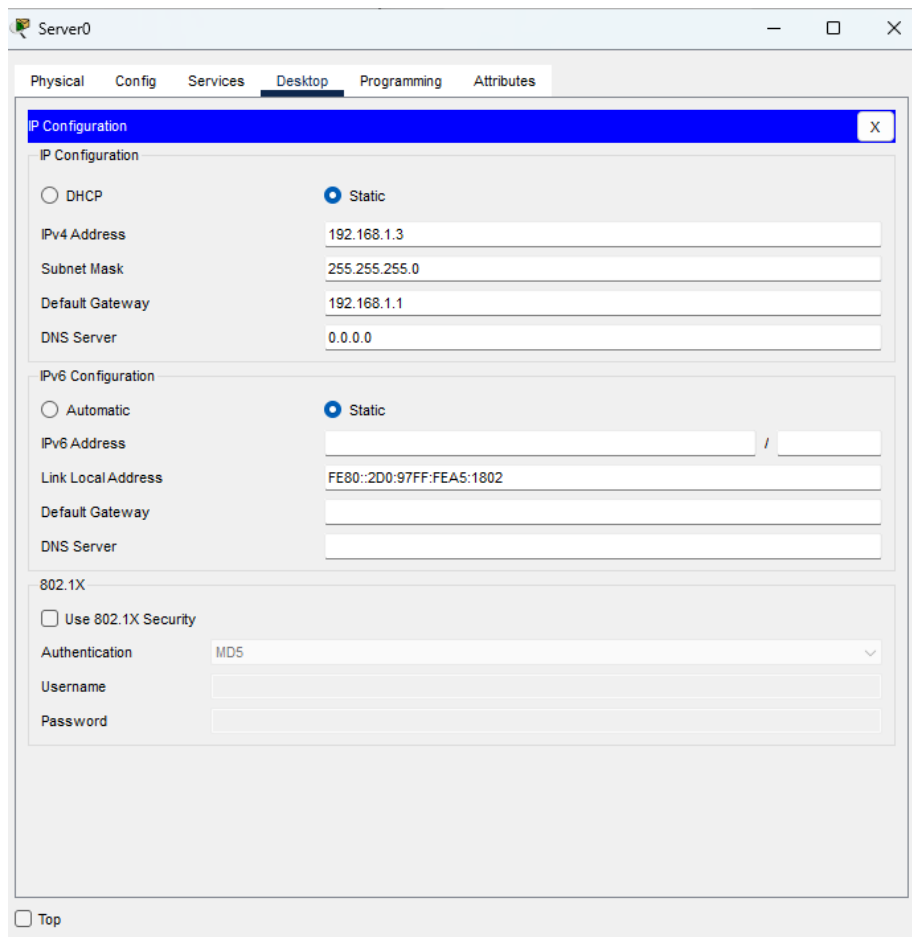 Server0
Physical Config Services Desktop Programming Attributes
IP Configuration X
IP Configuration
DHCP Static
IPv4 Address 192.168.1.3
Subnet Mask 255.255.255.0
Default Gateway 192.168.1.1
DNS Server 0.0.0.0
IPv6 Configuration
Automatic Static
IPv6 Address /
Link Local Address FE80::2D0:97FF:FEA5:1802
Default Gateway
DNS Server
802.1X
Use 802.1X Security
Authentication MD5
Username
Password
Top